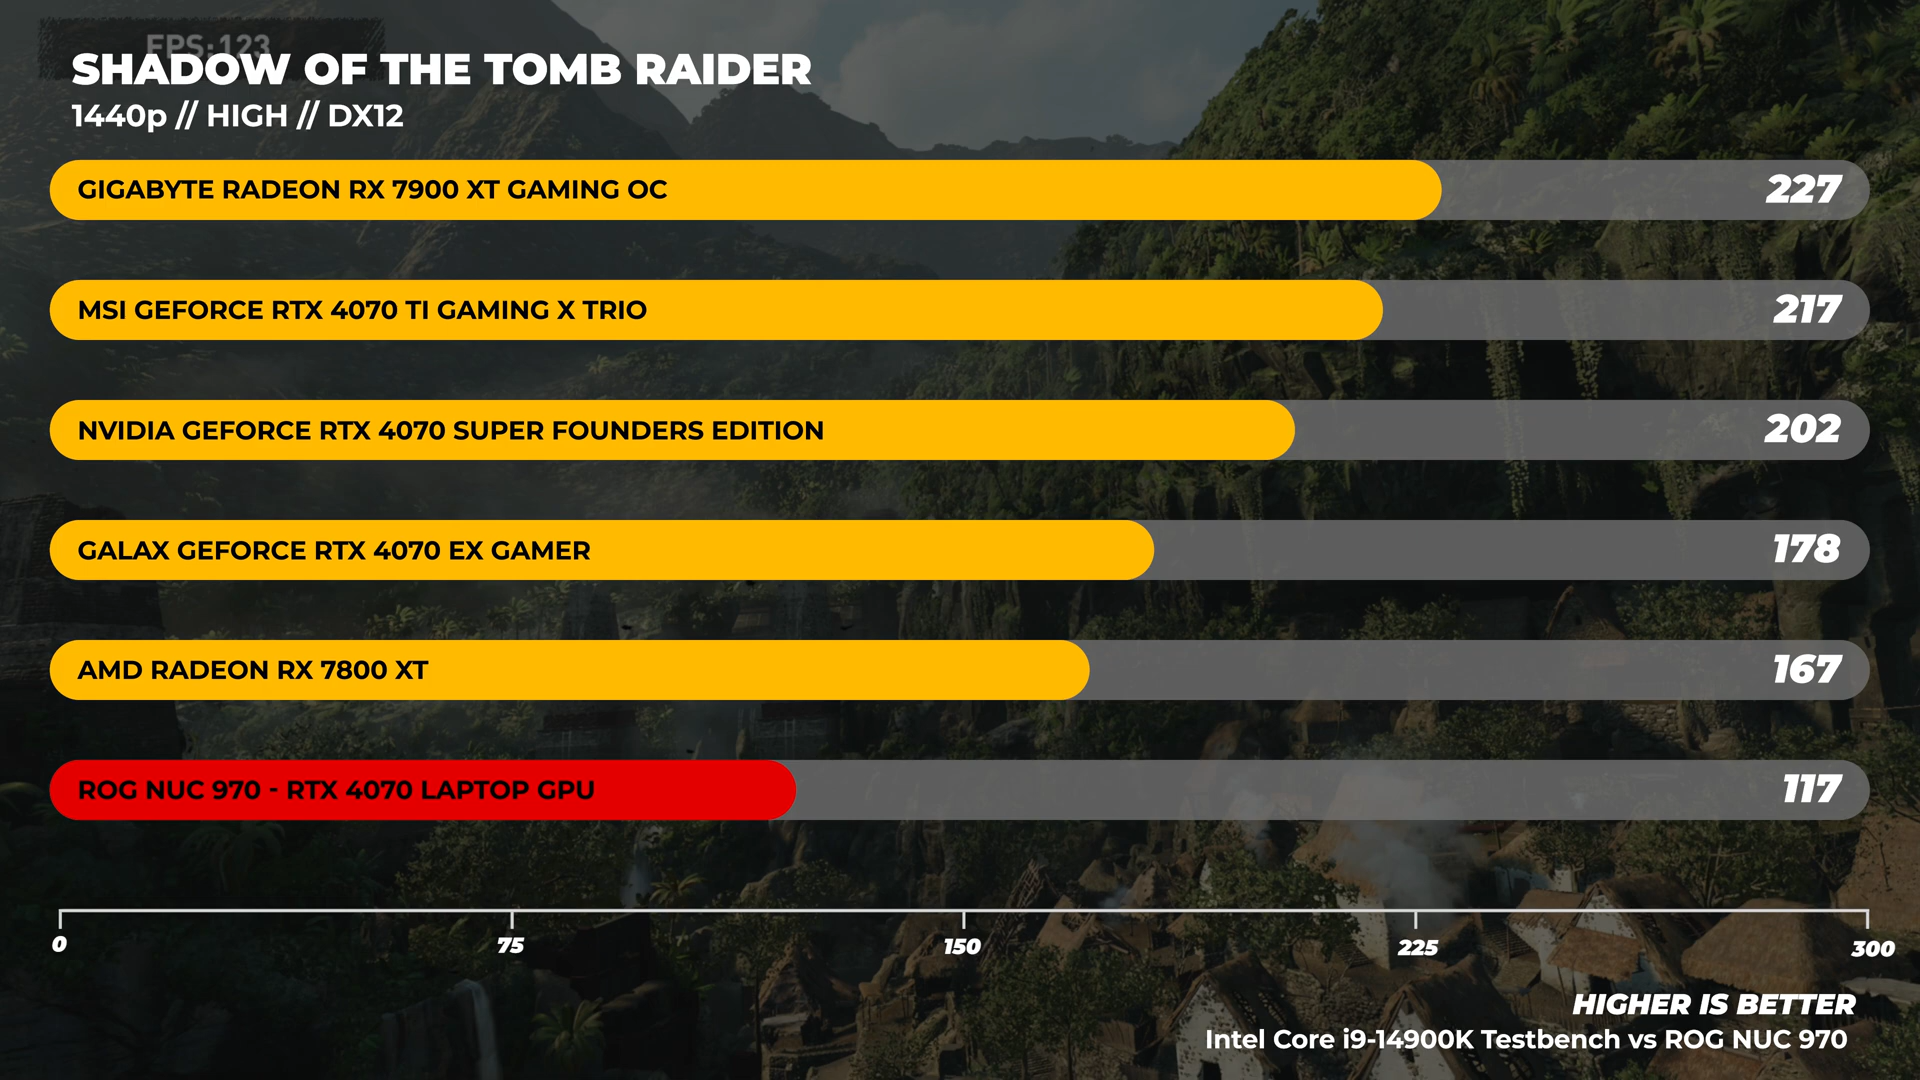 FPS:123
SHADOW OF THE TOMB RAIDER
1440p // HIGH // DX12
GIGABYTE RADEON RX 7900 XT GAMING OC 227
MSI GEFORCE RTX 4070 TI GAMING X TRIO 217
NVIDIA GEFORCE RTX 4070 SUPER FOUNDERS EDITION 202
GALAX GEFORCE RTX 4070 EX GAMER 178
AMD RADEON RX 7800 XT 167
ROG NUC 970 - RTX 4070 LAPTOP GPU 117
0 75 150 225 300
HIGHER IS BETTER
Intel Core i9-14900K Testbench vs ROG NUC 970